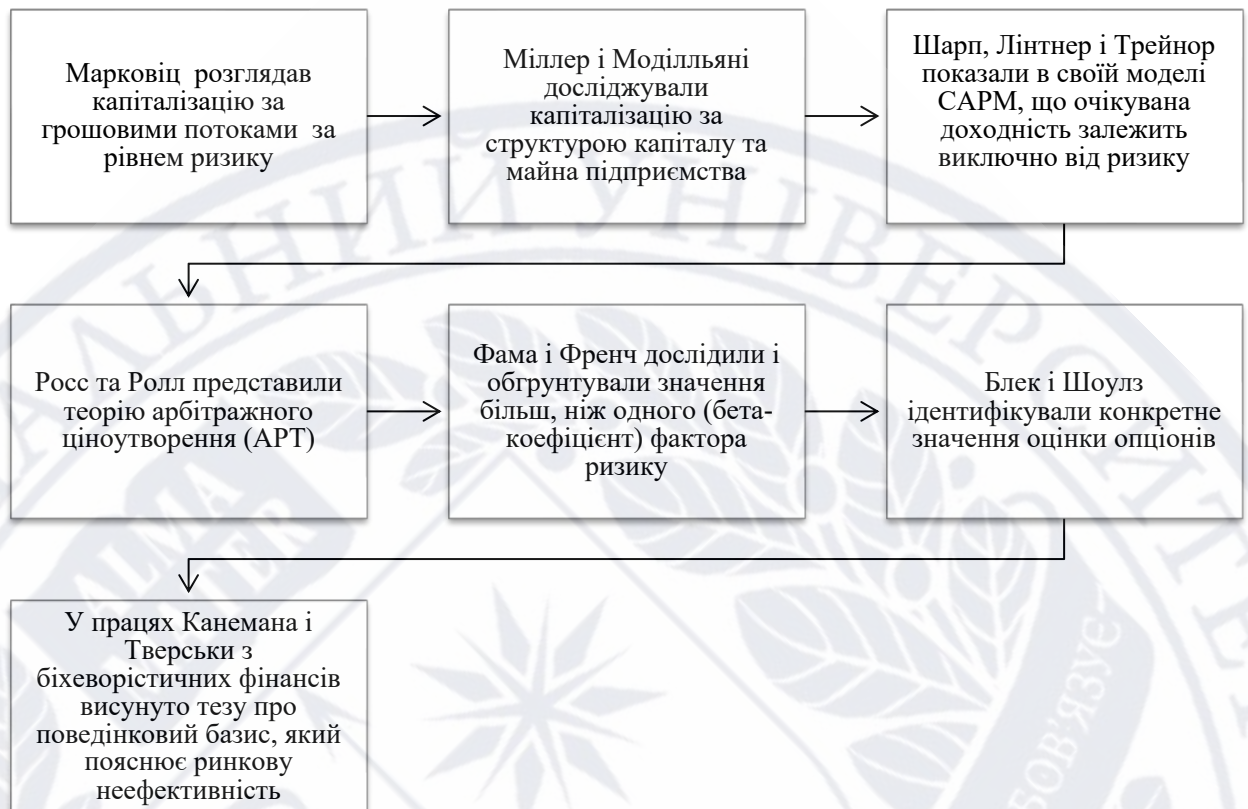 Марковіц розглядав
капіталізацію за
грошовими потоками за
рівнем ризику
Міллер і Моділльяні
досліджували
капіталізацію за
структурою капіталу та
майна підприємства
Шарп, Лінтнер і Трейнор
показали в своїй моделі
САРМ, що очікувана
доходність залежить
виключно від ризику
Росс та Ролл представили
теорію арбітражного
ціноутворення (АРТ)
Фама і Френч дослідили і
обгрунтували значення
більш, ніж одного (бета-
коефіцієнт) фактора
ризику
Блек і Шоулз
ідентифікували конкретне
значення оцінки опціонів
У працях Канемана і
Тверськи з
біхеворістичних фінансів
висунуто тезу про
поведінковий базис, який
пояснює ринкову
неефективність
ALMA
MATER